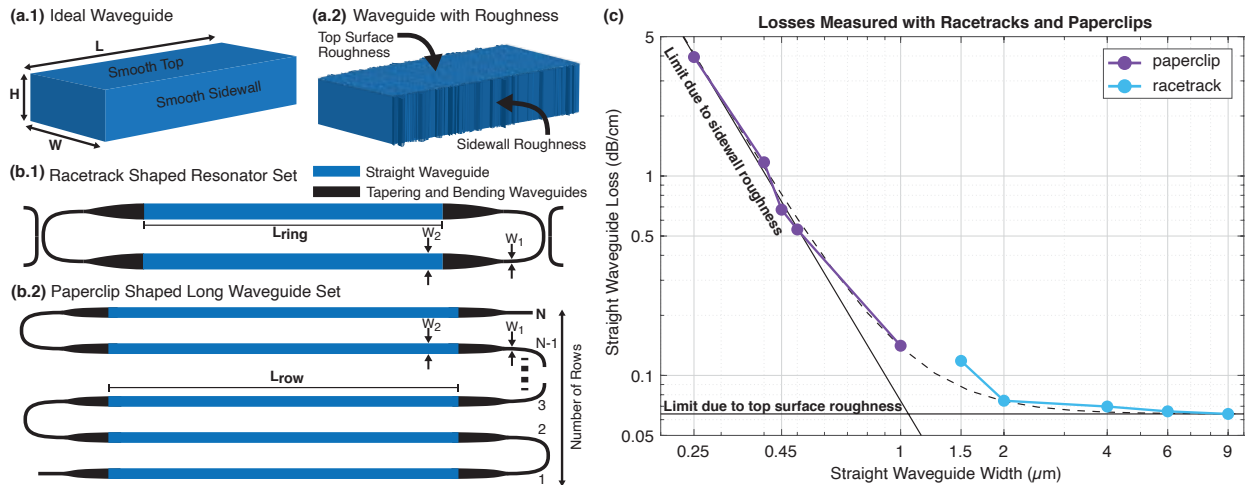 (a.1) Ideal Waveguide
L
Smooth Top
H
Smooth Sidewall
W
(a.2) Waveguide with Roughness
Top Surface
Roughness
Sidewall Roughness
(b.1)
Racetrack Shaped Resonator Set
Straight Waveguide
Tapering and Bending Waveguides
Lring
W2
W1
(b.2) Paperclip Shaped Long Waveguide Set
N
W2
W1
N-1
Lrow
3
2
1
Number of Rows
(c)
Losses Measured with Racetracks and Paperclips
paperclip
racetrack
Limit due to sidewall roughness
Limit due to top surface roughness
Straight Waveguide Loss (dB/cm)
5
1
0.5
0.1
0.05
0.25 0.45 1 1.5 2 4 6 9
Straight Waveguide Width (μm)